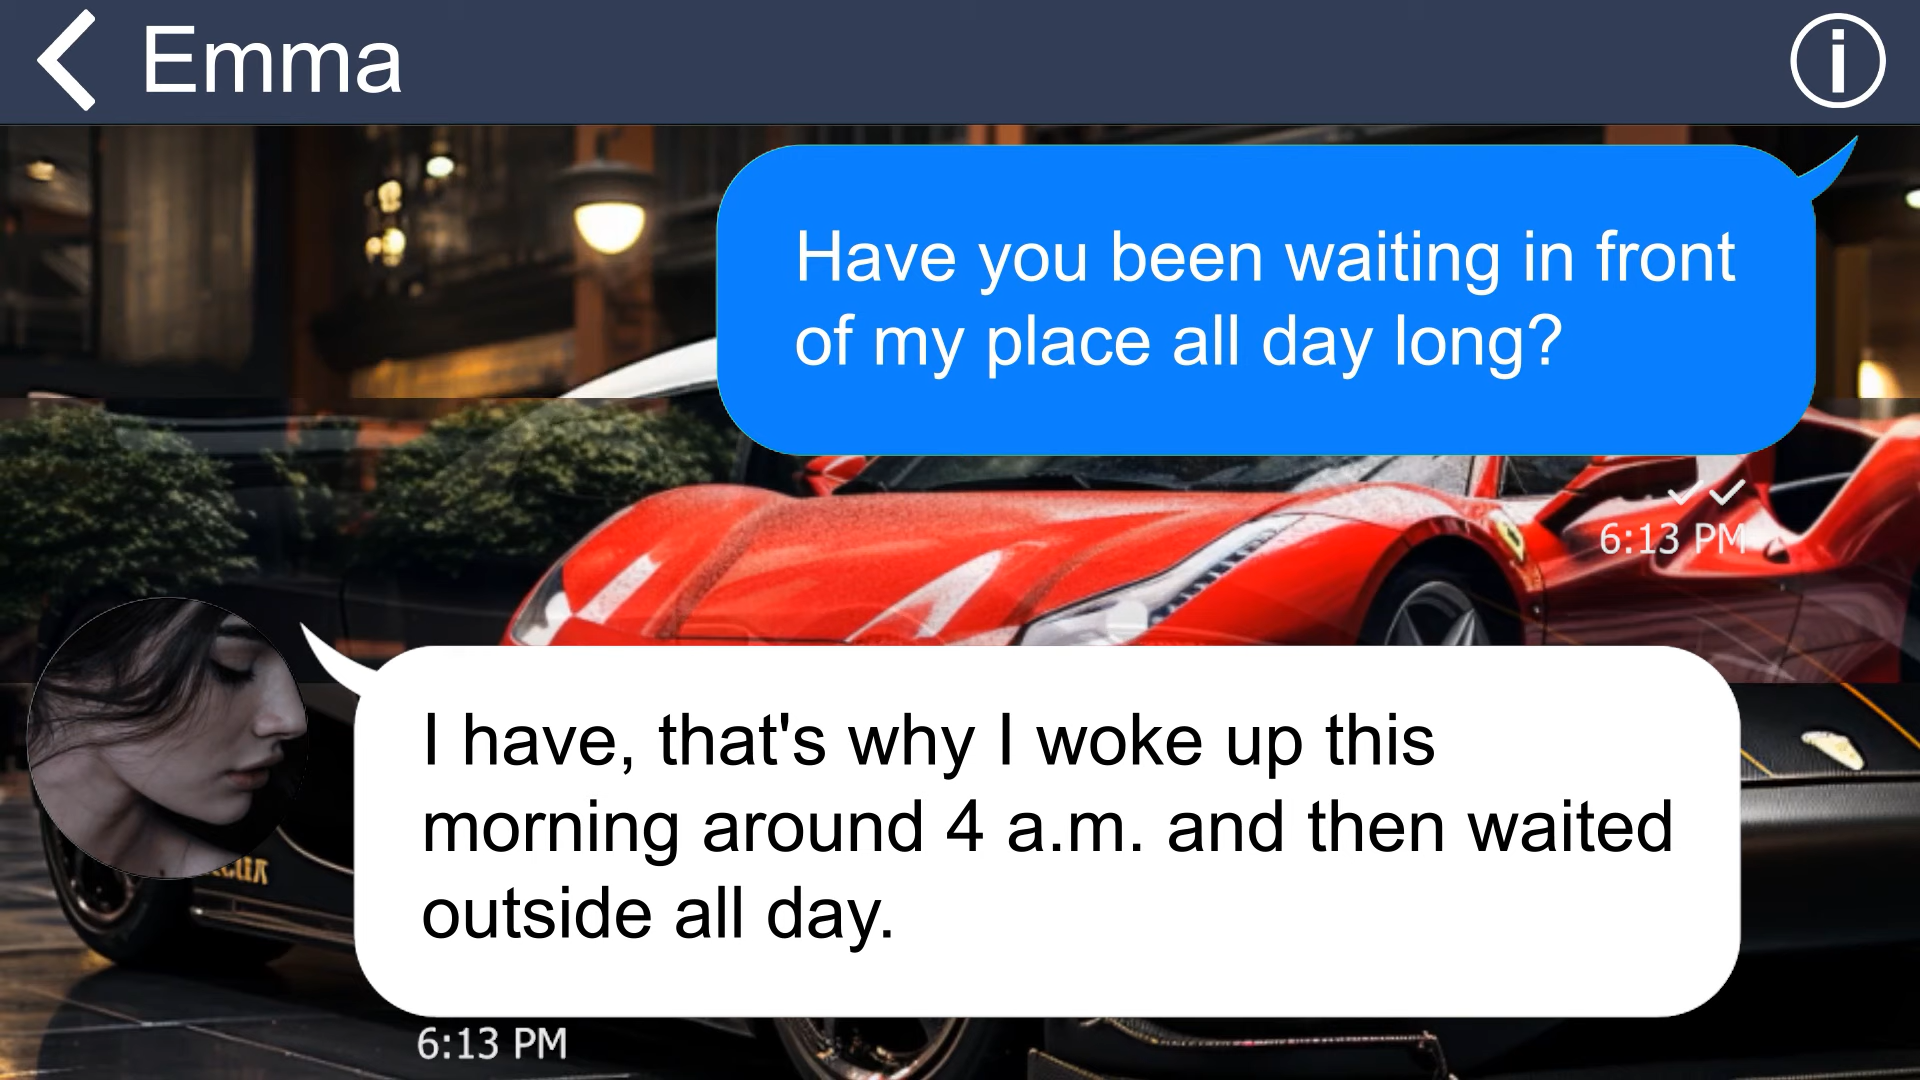 Emma
Have you been waiting in front
of my place all day long?
6:13 PM
I have, that's why I woke up this
morning around 4 a.m. and then waited
outside all day.
6:13 PM